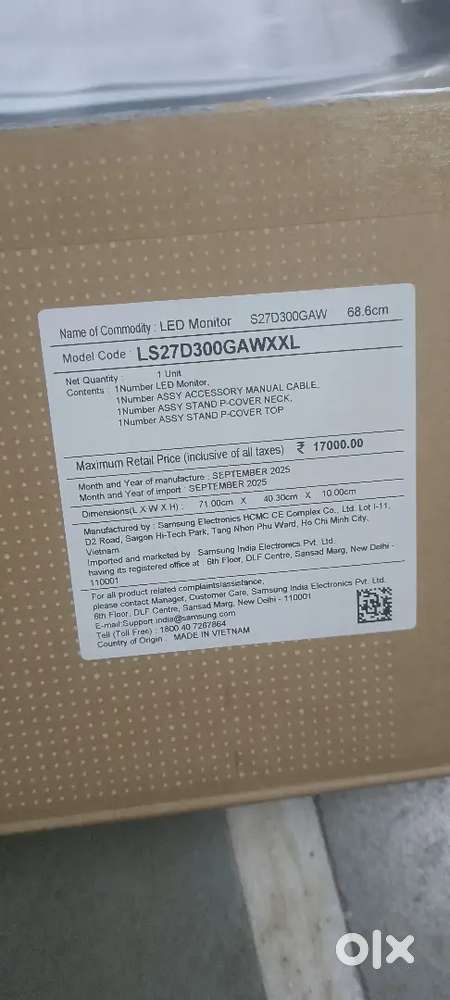 Name of Commodity : LED Monitor S27D300GAW 68.6cm
Model Code : LS27D300GAWXXL
Net Quantity : 1 Unit
Contents : 1Number LED Monitor,
1Number ASSY ACCESSORY MANUAL CABLE,
1Number ASSY STAND P-COVER NECK,
1Number ASSY STAND P-COVER TOP
Maximum Retail Price (inclusive of all taxes) ₹ 17000.00
Month and Year of manufacture : SEPTEMBER 2025
Month and Year of import : SEPTEMBER 2025
Dimensions(L X W X H) : 71.00cm X 40.30cm X 10.00cm
Manufactured by : Samsung Electronics HCMC CE Complex Co., Ltd. Lot I-11,
D2 Road, Saigon Hi-Tech Park, Tang Nhon Phu Ward, Ho Chi Minh City,
Vietnam
Imported and marketed by : Samsung India Electronics Pvt. Ltd.
having its registered office at : 6th Floor, DLF Centre, Sansad Marg, New Delhi -
110001
For all product related complaints/assistance,
please contact Manager, Customer Care, Samsung India Electronics Pvt. Ltd.
6th Floor, DLF Centre, Sansad Marg, New Delhi - 110001
E-mail:Support.india@samsung.com
Tell (Toll Free) : 1800 40 7267864
Country of Origin : MADE IN VIETNAM
olx